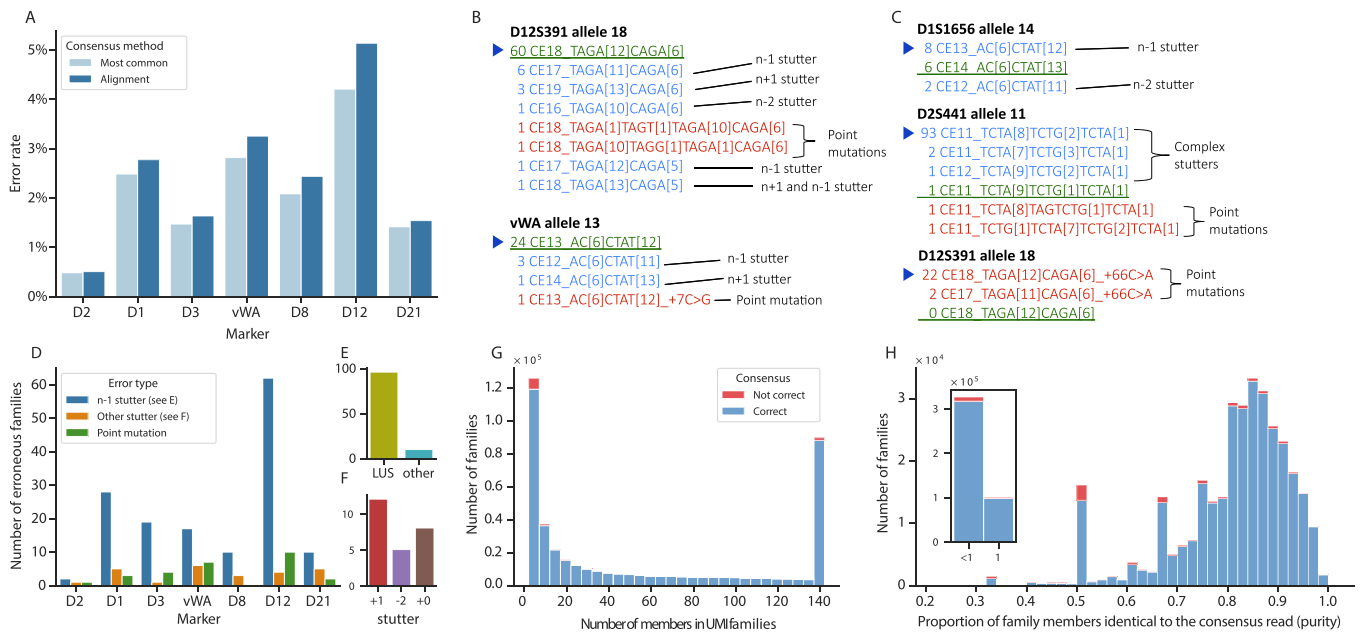 A
Consensus method
Most common
Alignment
Error rate
5%
4%
3%
2%
1%
0%
D2 D1 D3 vWA D8 D12 D21
Marker
B
D12S391 allele 18
60 CE18_TAGA[12]CAGA[6]
6 CE17_TAGA[11]CAGA[6] n-1 stutter
3 CE19_TAGA[13]CAGA[6] n+1 stutter
1 CE16_TAGA[10]CAGA[6] n-2 stutter
1 CE18_TAGA[1]TAGT[1]TAGA[10]CAGA[6]
1 CE18_TAGA[10]TAGG[1]TAGA[1]CAGA[6]
Point
mutations
1 CE17_TAGA[12]CAGA[5] n-1 stutter
1 CE18_TAGA[13]CAGA[5] n+1 and n-1 stutter
vWA allele 13
24 CE13_AC[6]CTAT[12]
3 CE12_AC[6]CTAT[11] n-1 stutter
1 CE14_AC[6]CTAT[13] n+1 stutter
1 CE13_AC[6]CTAT[12]_+7C>G Point mutation
C
D1S1656 allele 14
8 CE13_AC[6]CTAT[12] n-1 stutter
6 CE14_AC[6]CTAT[13]
2 CE12_AC[6]CTAT[11] n-2 stutter
D2S441 allele 11
93 CE11_TCTA[8]TCTG[2]TCTA[1]
2 CE11_TCTA[7]TCTG[3]TCTA[1]
1 CE12_TCTA[9]TCTG[2]TCTA[1]
Complex
stutters
1 CE11_TCTA[9]TCTG[1]TCTA[1]
1 CE11_TCTA[8]TAGTCTG[1]TCTA[1]
1 CE11_TCTG[1]TCTA[7]TCTG[2]TCTA[1]
Point
mutations
D12S391 allele 18
22 CE18_TAGA[12]CAGA[6]_+66C>A
2 CE17_TAGA[11]CAGA[6]_+66C>A
Point
mutations
0 CE18_TAGA[12]CAGA[6]
D
Number of erroneous families
Error type
n-1 stutter (see E)
Other stutter (see F)
Point mutation
60
50
40
30
20
10
0
D2 D1 D3 vWA D8 D12 D21
Marker
E
100
50
0
LUS other
F
10
5
0
+1 -2 +0
stutter
G
× 10⁵
Number of families
1.2
1.0
0.8
0.6
0.4
0.2
0.0
Consensus
Not correct
Correct
0 20 40 60 80 100 120 140
Number of members in UMI families
H
× 10⁴
Number of families
3
2
1
0
× 10⁵
3
2
1
0
<1 1
0.2 0.3 0.4 0.5 0.6 0.7 0.8 0.9 1.0
Proportion of family members identical to the consensus read (purity)